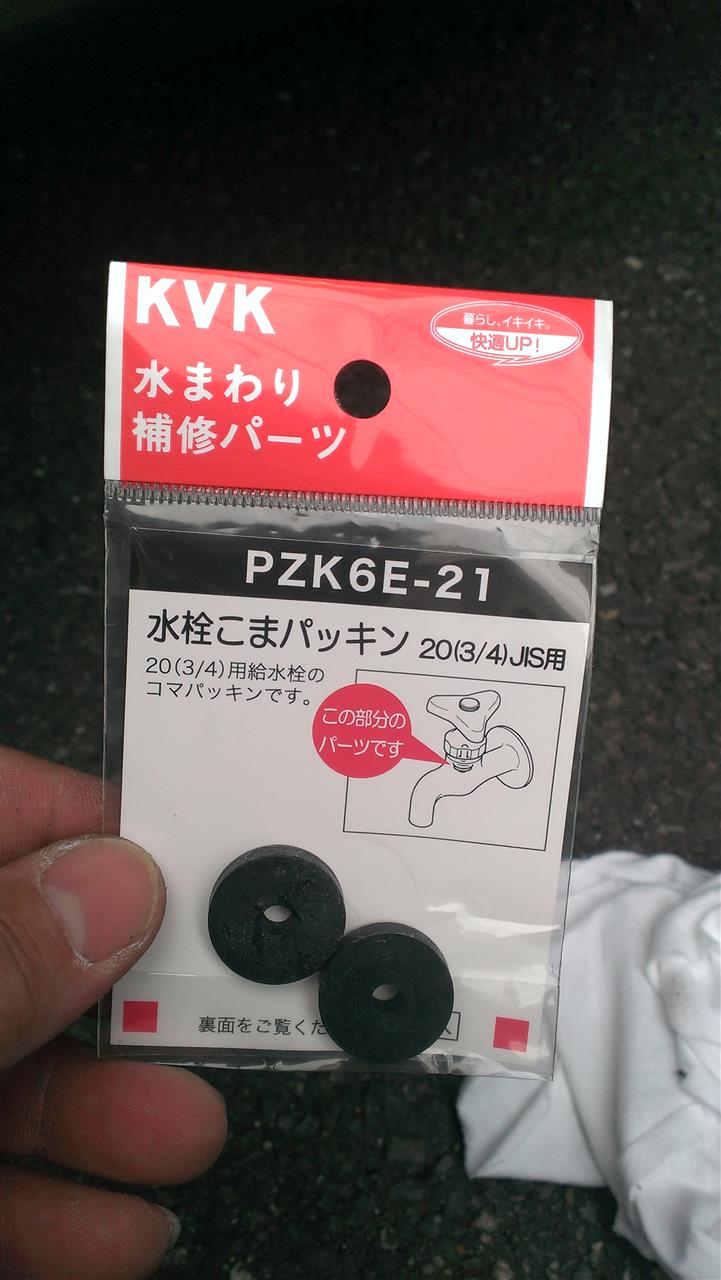 KVK
暮らし、イキイキ。
快適UP!
水まわり
補修パーツ
PZK6E-21
水栓こまパッキン 20(3/4)JIS用
20(3/4)用給水栓の
コマパッキンです。
この部分の
パーツです
裏面をご覧くだ